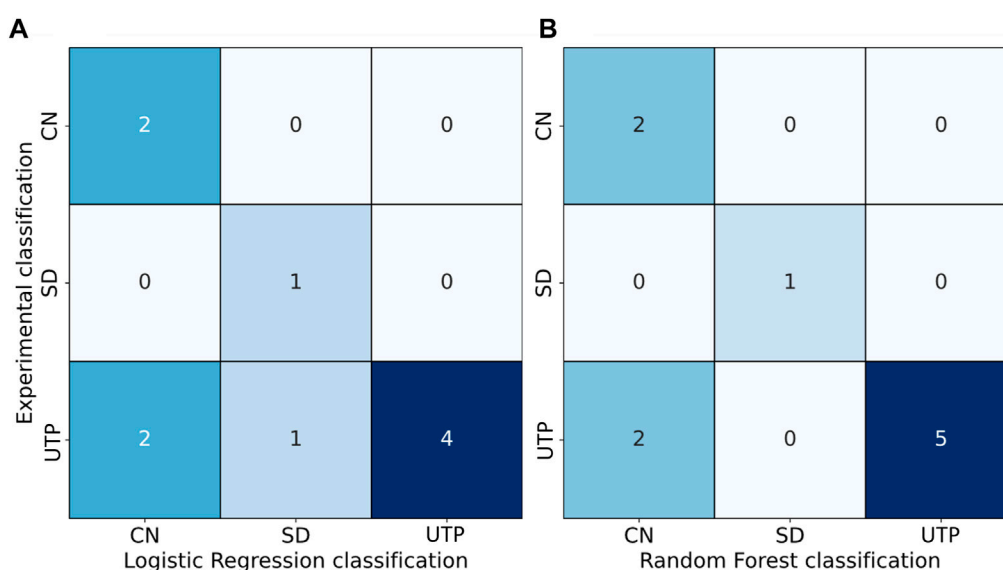 A
B
Experimental classification
CN
2
0
0
SD
0
1
0
UTP
2
1
4
CN
SD
UTP
Logistic Regression classification
CN
2
0
0
SD
0
1
0
UTP
2
0
5
CN
SD
UTP
Random Forest classification